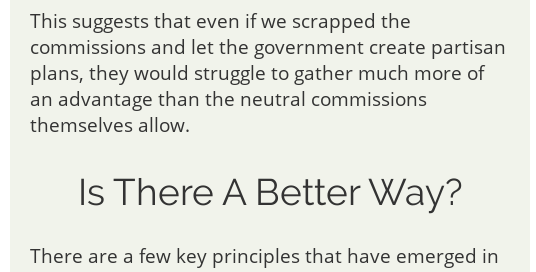 This suggests that even if we scrapped the
commissions and let the government create partisan
plans, they would struggle to gather much more of
an advantage than the neutral commissions
themselves allow.
Is There A Better Way?
There are a few key principles that have emerged in